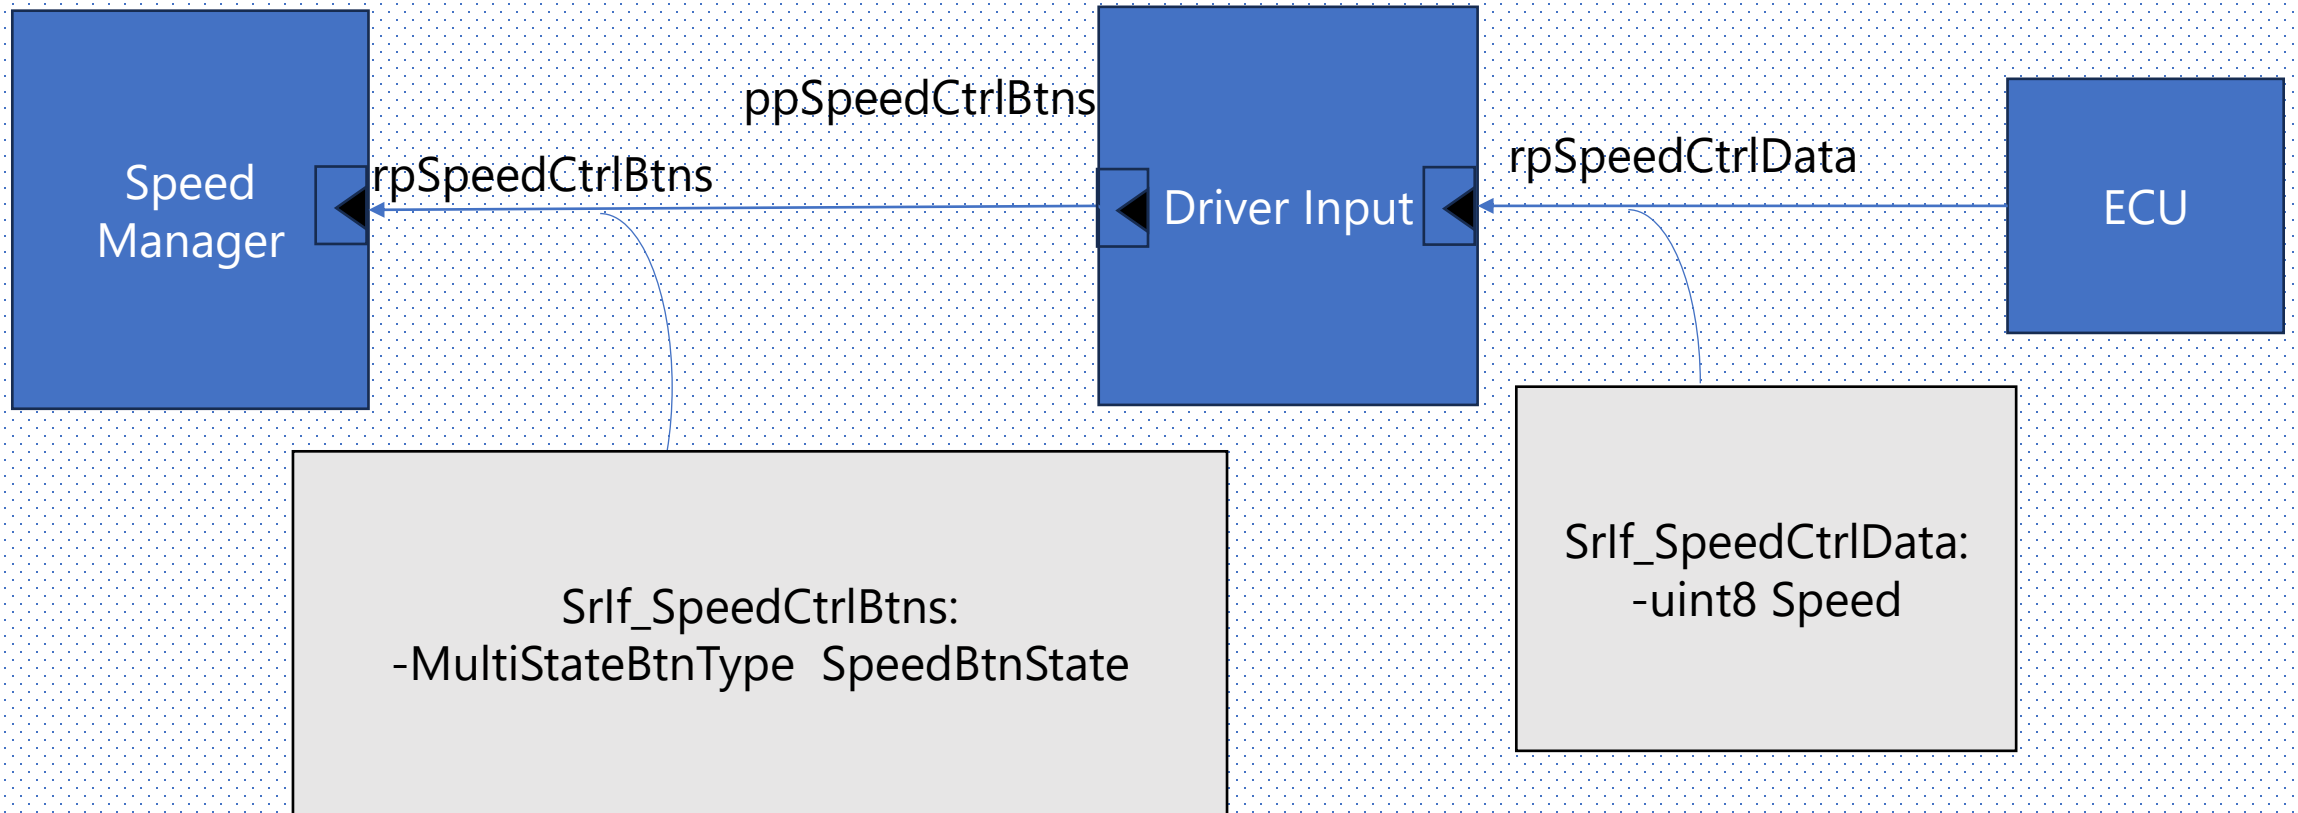 Speed
Manager
rpSpeedCtrlBtns
ppSpeedCtrlBtns
Driver Input
rpSpeedCtrlData
ECU
SrIf_SpeedCtrlBtns:
-MultiStateBtnType  SpeedBtnState
SrIf_SpeedCtrlData:
-uint8 Speed